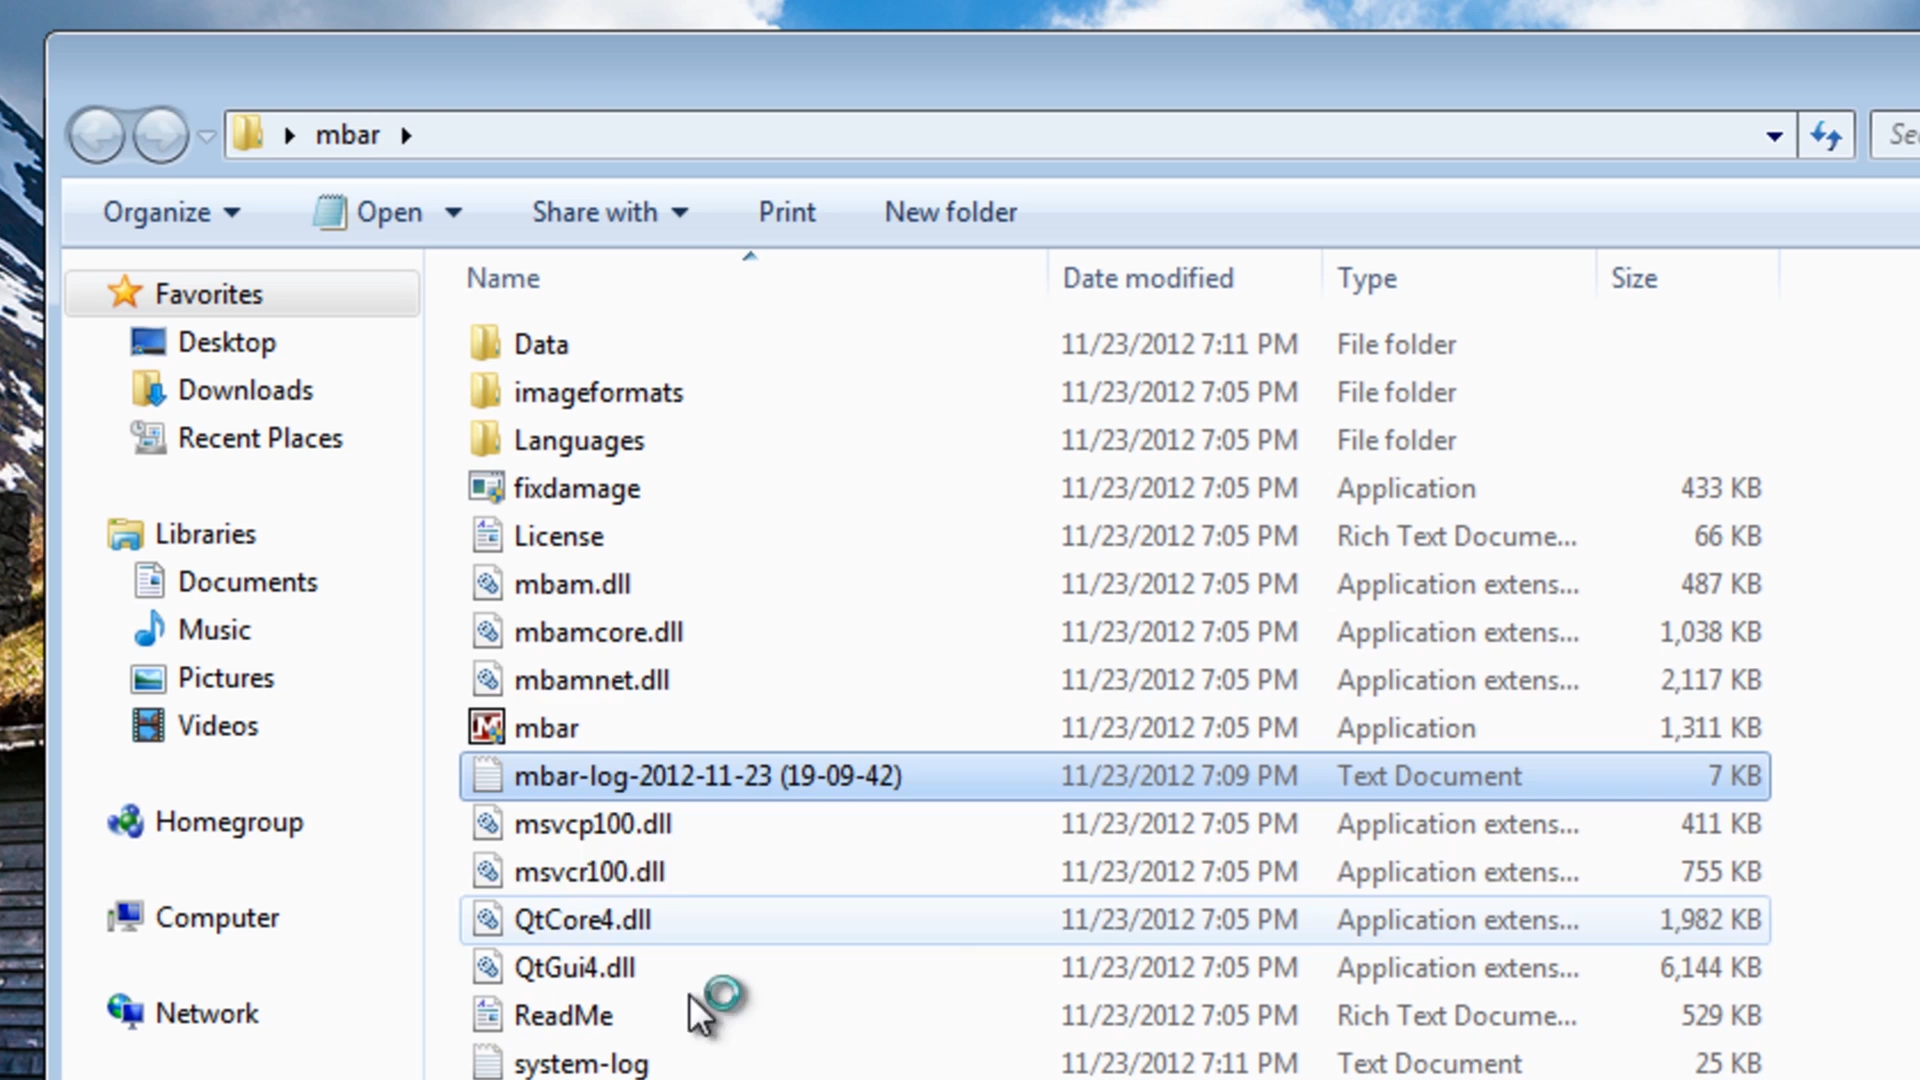 mbar
Se
Organize Open Share with Print New folder
Name Date modified Type Size
Favorites
Desktop
Downloads
Recent Places
Libraries
Documents
Music
Pictures
Videos
Homegroup
Computer
Network
Data 11/23/2012 7:11 PM File folder
imageformats 11/23/2012 7:05 PM File folder
Languages 11/23/2012 7:05 PM File folder
fixdamage 11/23/2012 7:05 PM Application 433 KB
License 11/23/2012 7:05 PM Rich Text Docume... 66 KB
mbam.dll 11/23/2012 7:05 PM Application extens... 487 KB
mbamcore.dll 11/23/2012 7:05 PM Application extens... 1,038 KB
mbamnet.dll 11/23/2012 7:05 PM Application extens... 2,117 KB
mbar 11/23/2012 7:05 PM Application 1,311 KB
mbar-log-2012-11-23 (19-09-42) 11/23/2012 7:09 PM Text Document 7 KB
msvcp100.dll 11/23/2012 7:05 PM Application extens... 411 KB
msvcr100.dll 11/23/2012 7:05 PM Application extens... 755 KB
QtCore4.dll 11/23/2012 7:05 PM Application extens... 1,982 KB
QtGui4.dll 11/23/2012 7:05 PM Application extens... 6,144 KB
ReadMe 11/23/2012 7:05 PM Rich Text Docume... 529 KB
system-log 11/23/2012 7:11 PM Text Document 25 KB